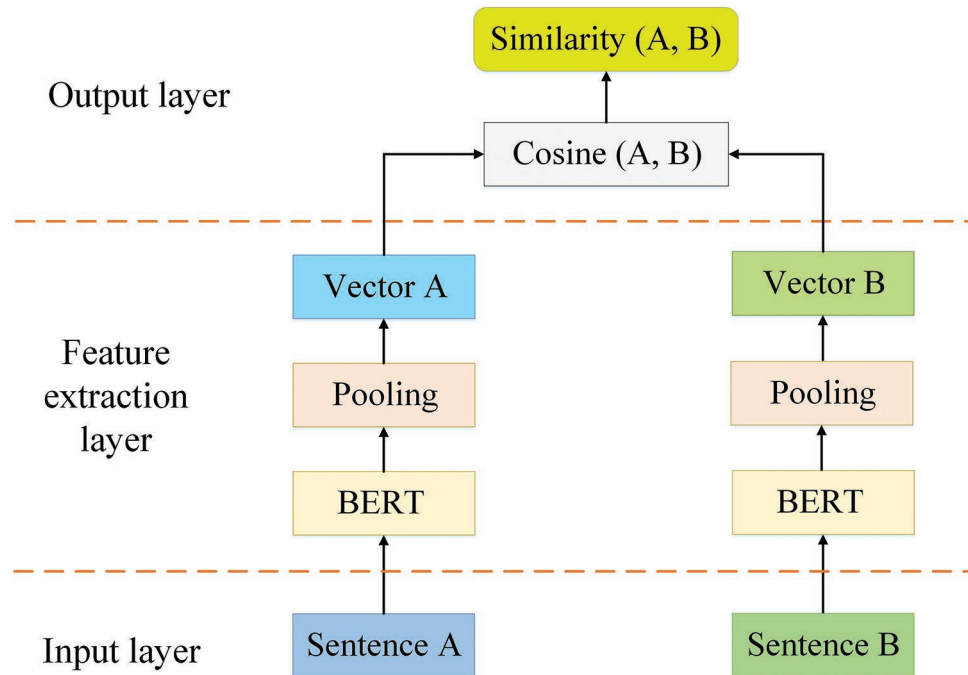 Similarity (A, B)
Output layer
Cosine (A, B)
Vector A
Vector B
Feature
extraction
layer
Pooling
Pooling
BERT
BERT
Input layer
Sentence A
Sentence B